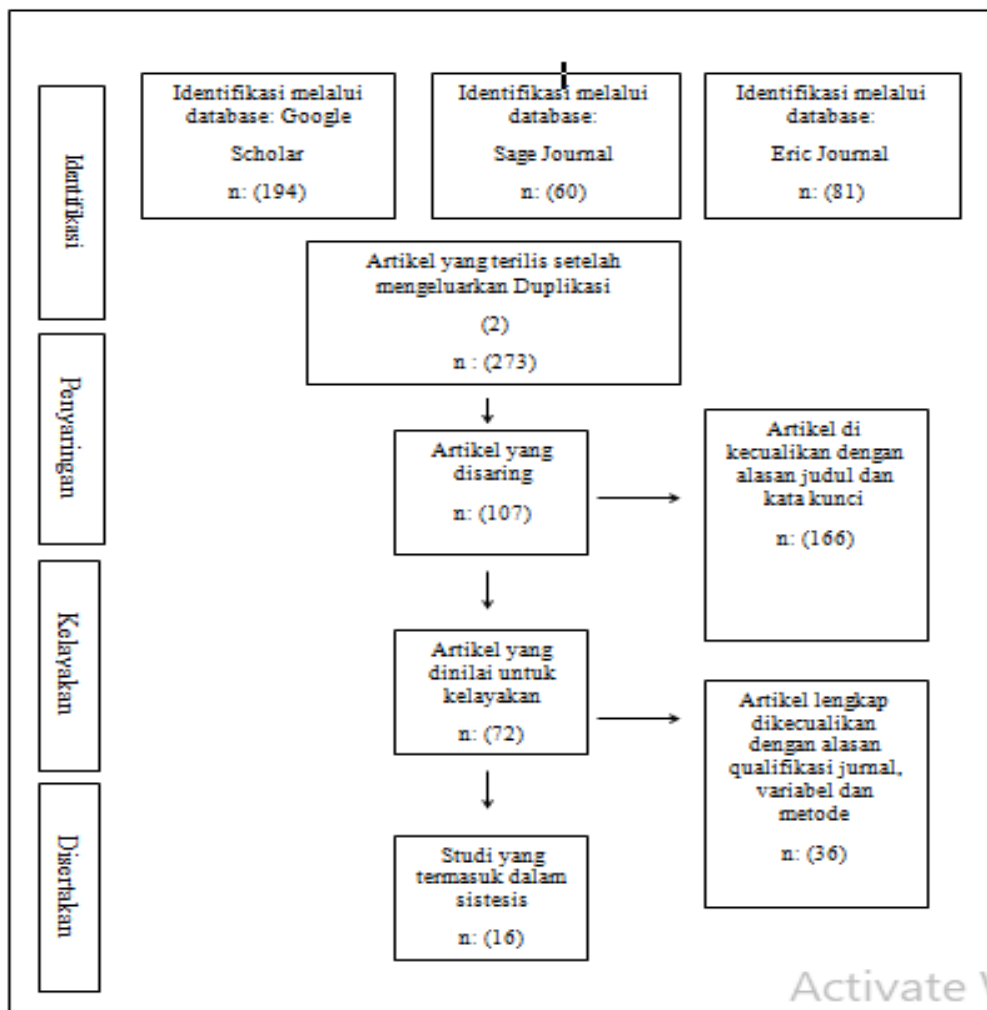 Identifikasi
Identifikasi melalui
database: Google
Scholar
n: (194)
Identifikasi melalui
database:
Sage Journal
n: (60)
Identifikasi melalui
database:
Eric Journal
n: (81)
Artikel yang terilis setelah
mengeluarkan Duplikasi
(2)
n : (273)
Penyaringan
Artikel yang
disaring
n: (107)
Artikel di
kecualikan dengan
alasan judul dan
kata kunci
n: (166)
Kelayakan
Artikel yang
dinilai untuk
kelayakan
n: (72)
Artikel lengkap
dikecualikan
dengan alasan
qualifikasi jurnal,
variabel dan
metode
n: (36)
Disertakan
Studi yang
termasuk dalam
sistesis
n: (16)
Activate